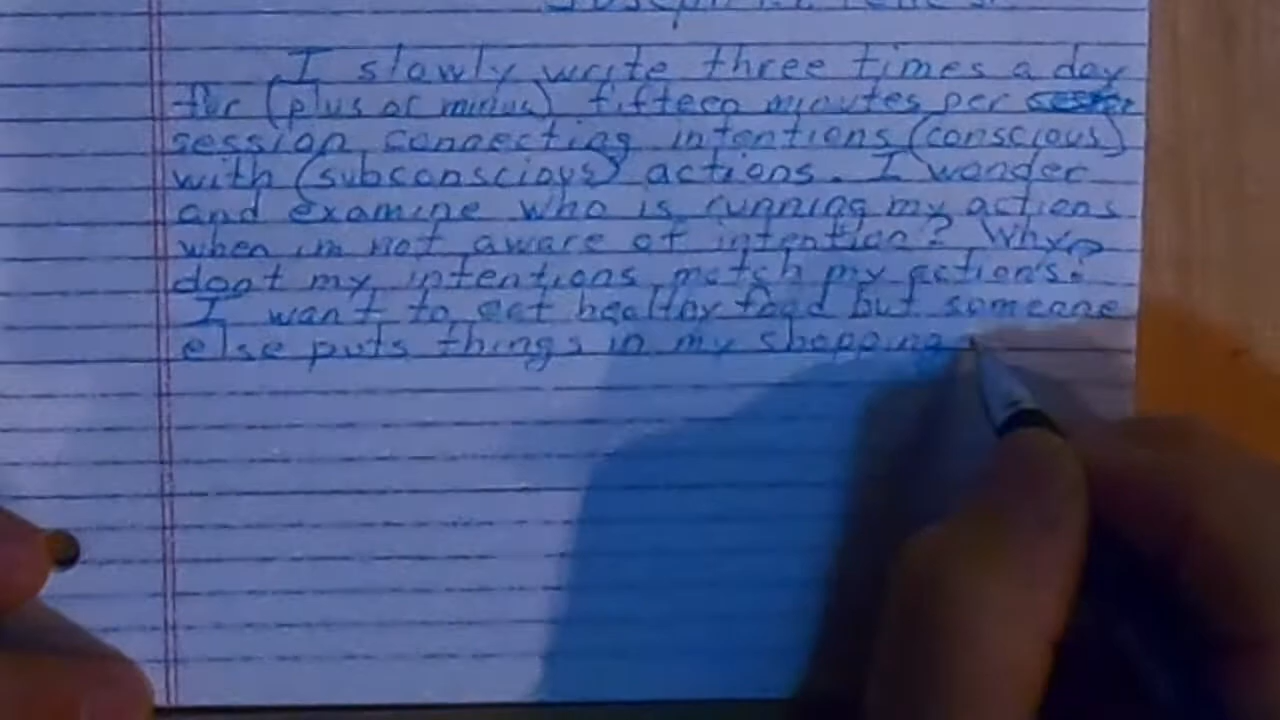 I slowly write three times a day
for (plus or minus) fifteen minutes per
session connecting intentions (conscious)
with (subconscious) actions. I wonder
and examine who is running my actions
when im not aware of intention? Why
dont my intentions match my action's?
I want to eat healthy food but someone
else puts things in my shopping